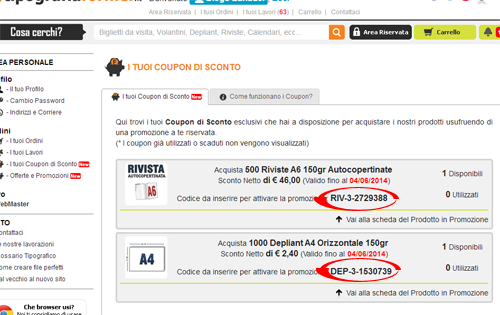 Area Riservata | I tuoi Ordini | I tuoi Lavori (63) | Carrello | Contattaci
Cosa cerchi?
Biglietti da visita, Volantini, Depliant, Riviste, Calendari, ecc...
Area Riservata
Carrello
EA PERSONALE
ofilo
- Il tuo Profilo
- Cambio Password
- Indirizzi e Corriere
- I tuoi Ordini
- I tuoi Lavori
- I tuoi Coupon di Sconto New
- Offerte e Promozioni New
ebMaster
ontattaci
e nostre lavorazioni
lossario Tipografico
ome creare file perfetti
ai vecchio al nuovo sito
Che browser usi?
Noi ti consigliamo di usare
I TUOI COUPON DI SCONTO
I tuoi Coupon di Sconto New
Come funzionano i Coupon?
Qui trovi i tuoi Coupon di Sconto esclusivi che hai a disposizione per acquistare i nostri prodotti usufruendo di
una promozione a te riservata.
(* I coupon già utilizzati o scaduti non vengono visualizzati)
RIVISTA
AUTOCOPERTINATA
A6
Acquista 500 Riviste A6 150gr Autocopertinate
Sconto Netto di € 46,00 (Valido fino al 04/06/2014)
Codice da inserire per attivare la promozione RIV-3-2729388
1 Disponibili
0 Utilizzati
Vai alla scheda del Prodotto in Promozione
A4
Acquista 1000 Depliant A4 Orizzontale 150gr
Sconto Netto di € 2,40 (Valido fino al 04/06/2014)
Codice da inserire per attivare la promozione DEP-3-1530739
1 Disponibili
0 Utilizzati
Vai alla scheda del Prodotto in Promozione